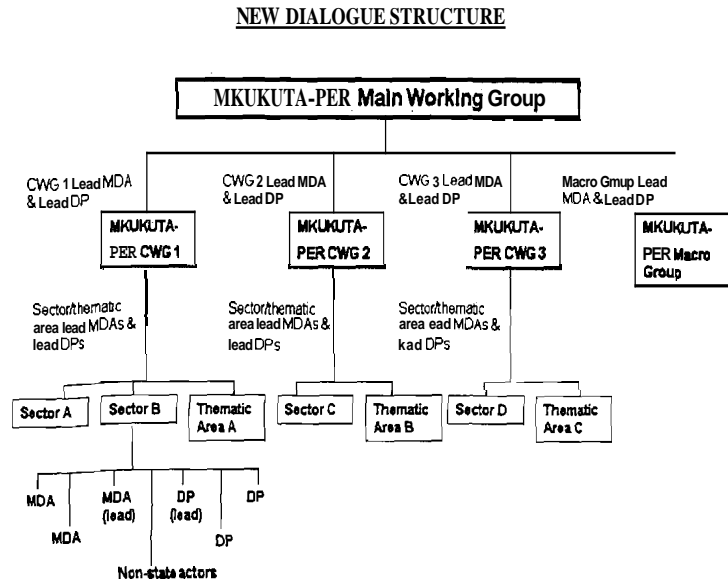 NEW DIALOGUE STRUCTURE
MKUKUTA-PER Main Working Group
CWG 1 Lead MDA
& Lead DP
CWG 2 Lead MDA
& Lead DP
CWG 3 Lead MDA
&Lead DP
Macro Gmup Lead
MDA & Lead DP
MKUKUTA-
PER CWG 1
MKUKUTA-
PER CWG 2
MKUKUTA-
PER CWG 3
MKUKUTA-
PER Macro
Group
Sector/thematic
area lead MDAs &
lead DPs
Sector/thematic
area lead MDAs &
lead DPs
Sector/thematic
area ead MDAs &
kad DPs
Sector A
Sector B
Thematic
Area A
Sector C
Thematic
Area B
Sector D
Thematic
Area C
MDA
MDA
MDA
(lead)
DP
(lead)
DP
DP
Non-state actors